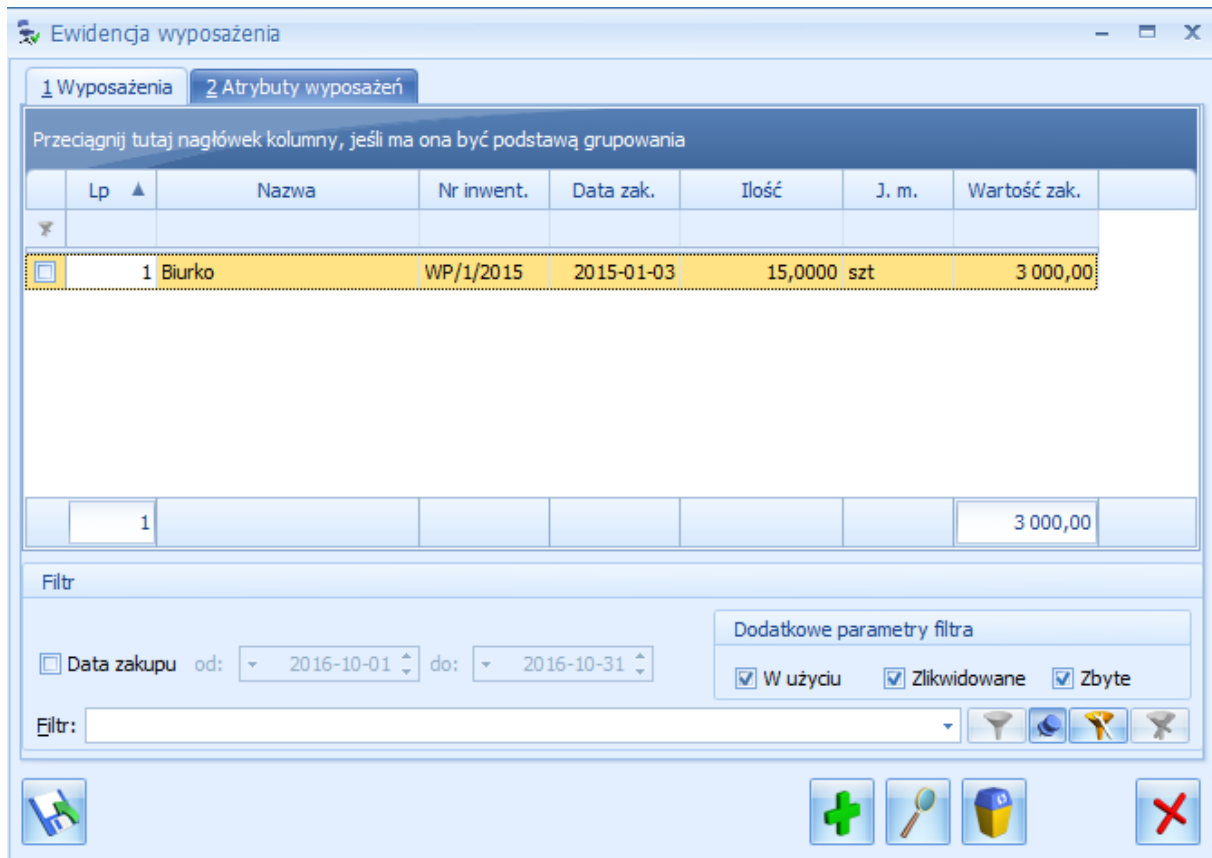 Ewidencja wyposażenia
1 Wyposażenia 2 Atrybuty wyposażeń
Przeciągnij tutaj nagłówek kolumny, jeśli ma ona być podstawą grupowania
Lp Nazwa Nr inwent. Data zak. Ilość J. m. Wartość zak.
1 Biurko WP/1/2015 2015-01-03 15,0000 szt 3 000,00
1 3 000,00
Filtr
Dodatkowe parametry filtra
Data zakupu od: 2016-10-01 do: 2016-10-31
W użyciu Zlikwidowane Zbyte
Filtr: